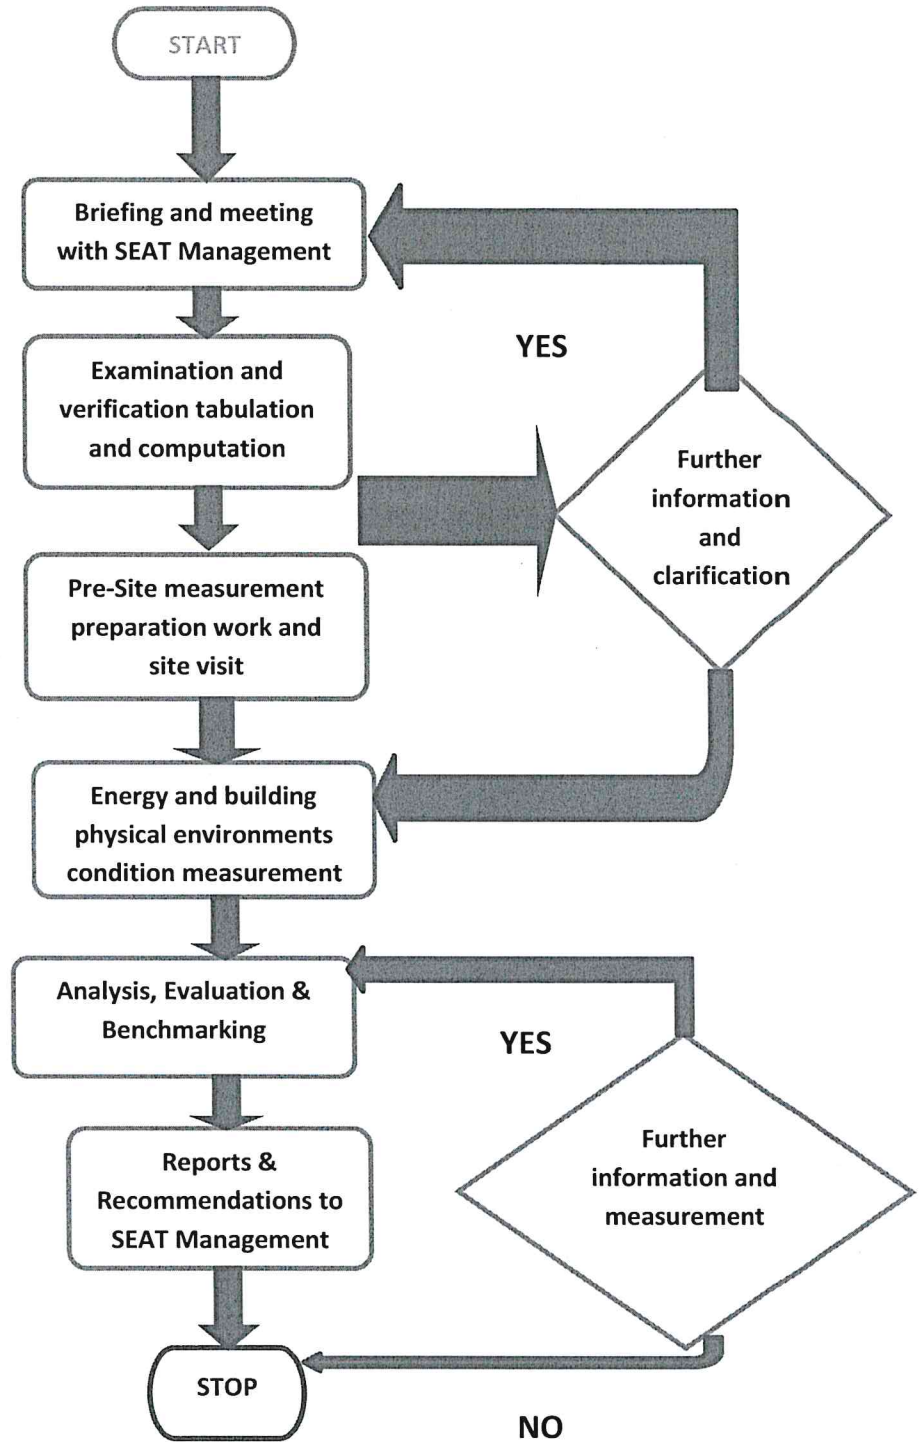 START
Briefing and meeting
with SEAT Management
YES
Examination and
verification tabulation
and computation
Further
information
and
clarification
Pre-Site measurement
preparation work and
site visit
Energy and building
physical environments
condition measurement
Analysis, Evaluation &
Benchmarking
YES
Further
information and
measurement
Reports &
Recommendations to
SEAT Management
STOP
NO